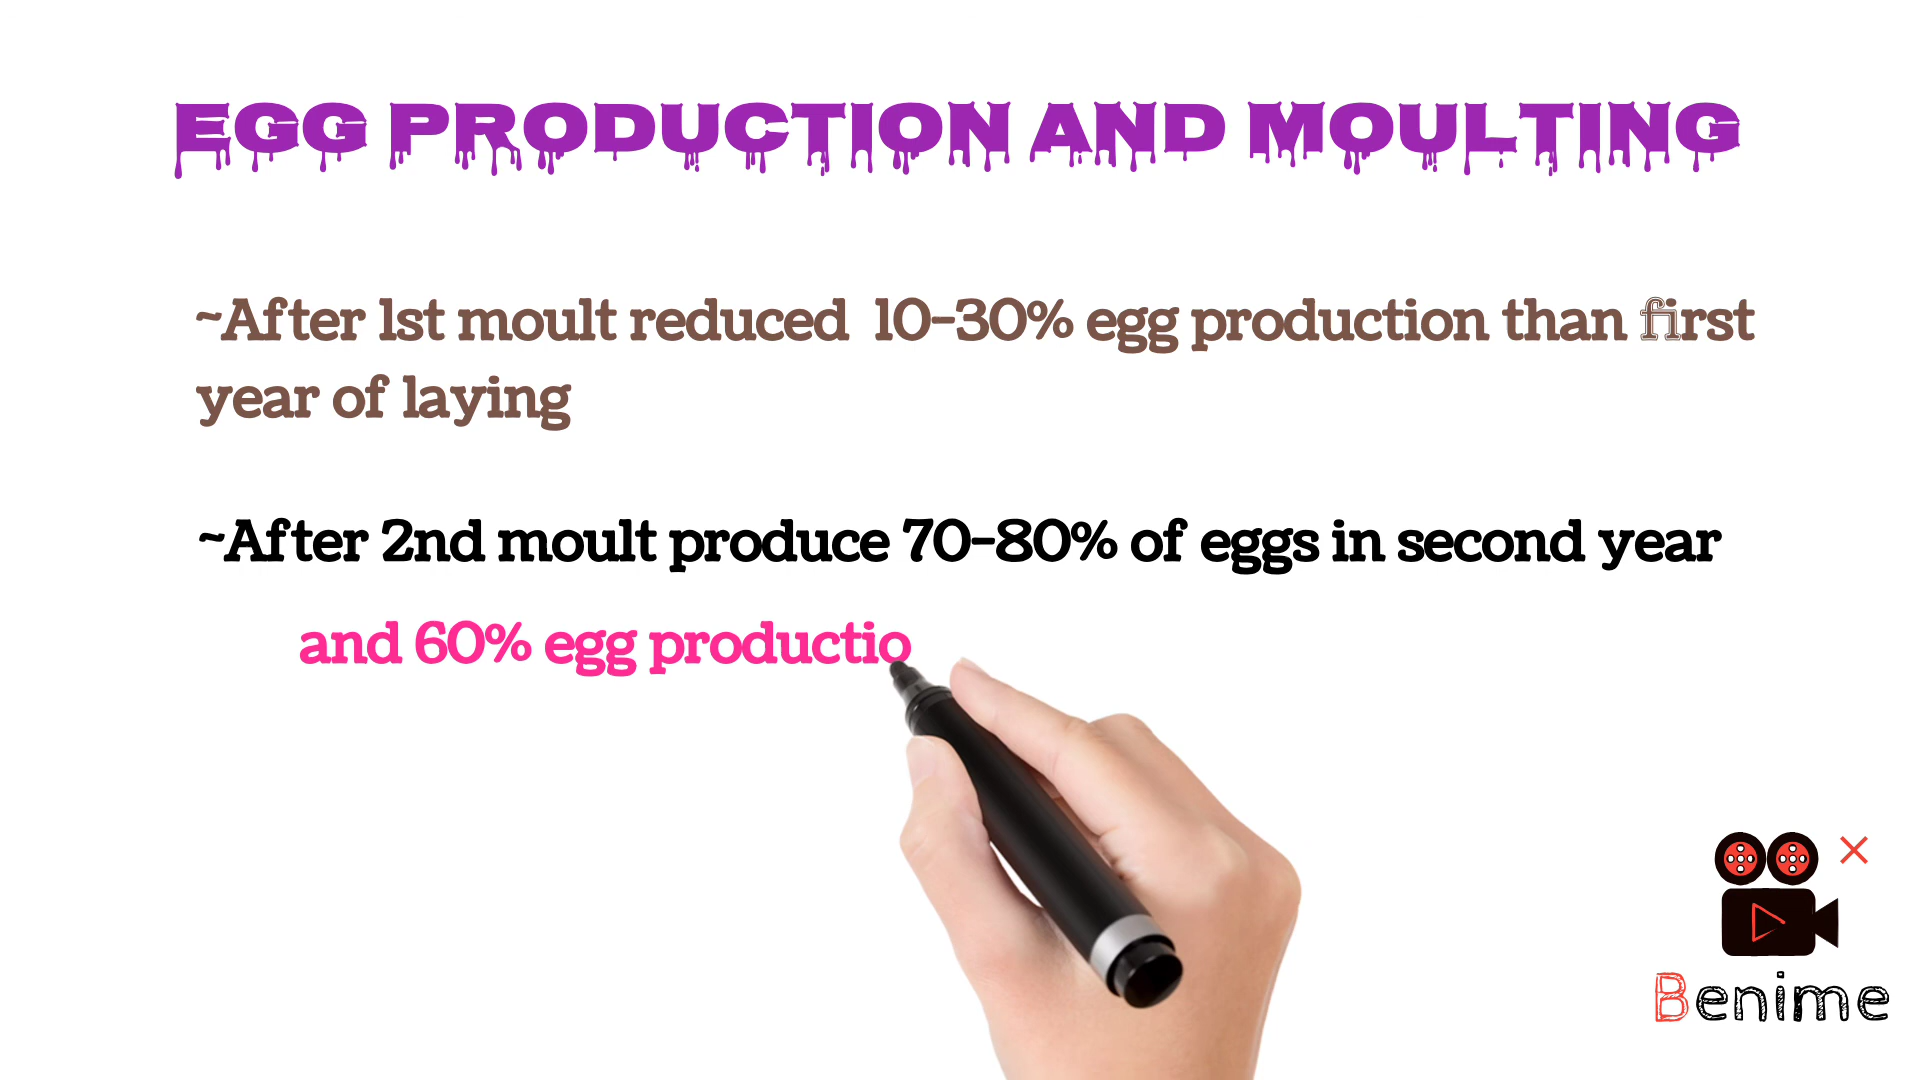 EGG PRODUCTION AND MOULTING
~After 1st moult reduced 10-30% egg production than first
year of laying
~After 2nd moult produce 70-80% of eggs in second year
and 60% egg productio
Benime